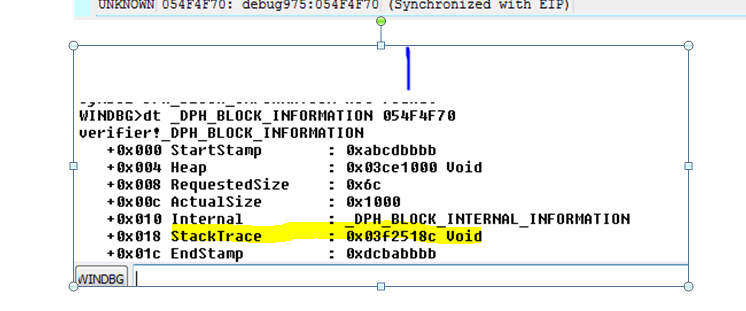 UNKNOWN 054F4F70: debug975:054F4F70 (Synchronized with EIP)
WINDBG>dt _DPH_BLOCK_INFORMATION 054F4F70
verifier!_DPH_BLOCK_INFORMATION
+0x000 StartStamp : 0xabcdbbbb
+0x004 Heap : 0x03ce1000 Void
+0x008 RequestedSize : 0x6c
+0x00c ActualSize : 0x1000
+0x010 Internal : _DPH_BLOCK_INTERNAL_INFORMATION
+0x018 StackTrace : 0x03f2518c Void
+0x01c EndStamp : 0xdcbabbbb
WINDBG